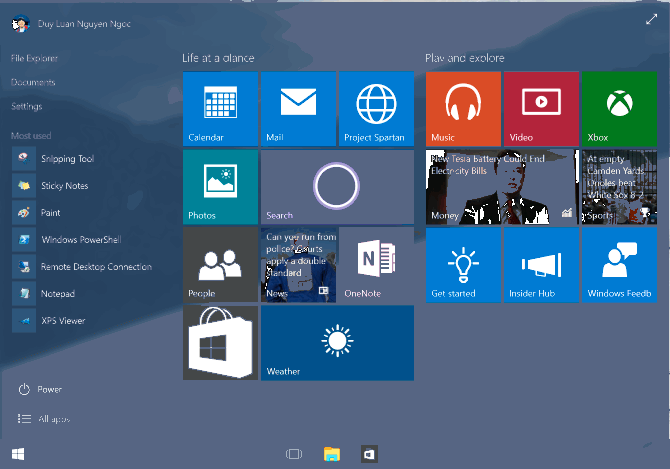 Duy Luan Nguyen Ngoc
File Explorer
Documents
Settings
Most used
Snipping Tool
Sticky Notes
Paint
Windows PowerShell
Remote Desktop Connection
Notepad
XPS Viewer
Power
All apps
Life at a glance
Calendar
Mail
Project Spartan
Photos
Search
People
Can you run from
police? Courts
apply a double
standard
News
OneNote
Weather
Play and explore
Music
Video
Xbox
New Tesla Battery Could End
Electricity Bills
Money
At empty
Camden Yards,
Orioles beat
White Sox 8-2
Sports
Get started
Insider Hub
Windows Feedb